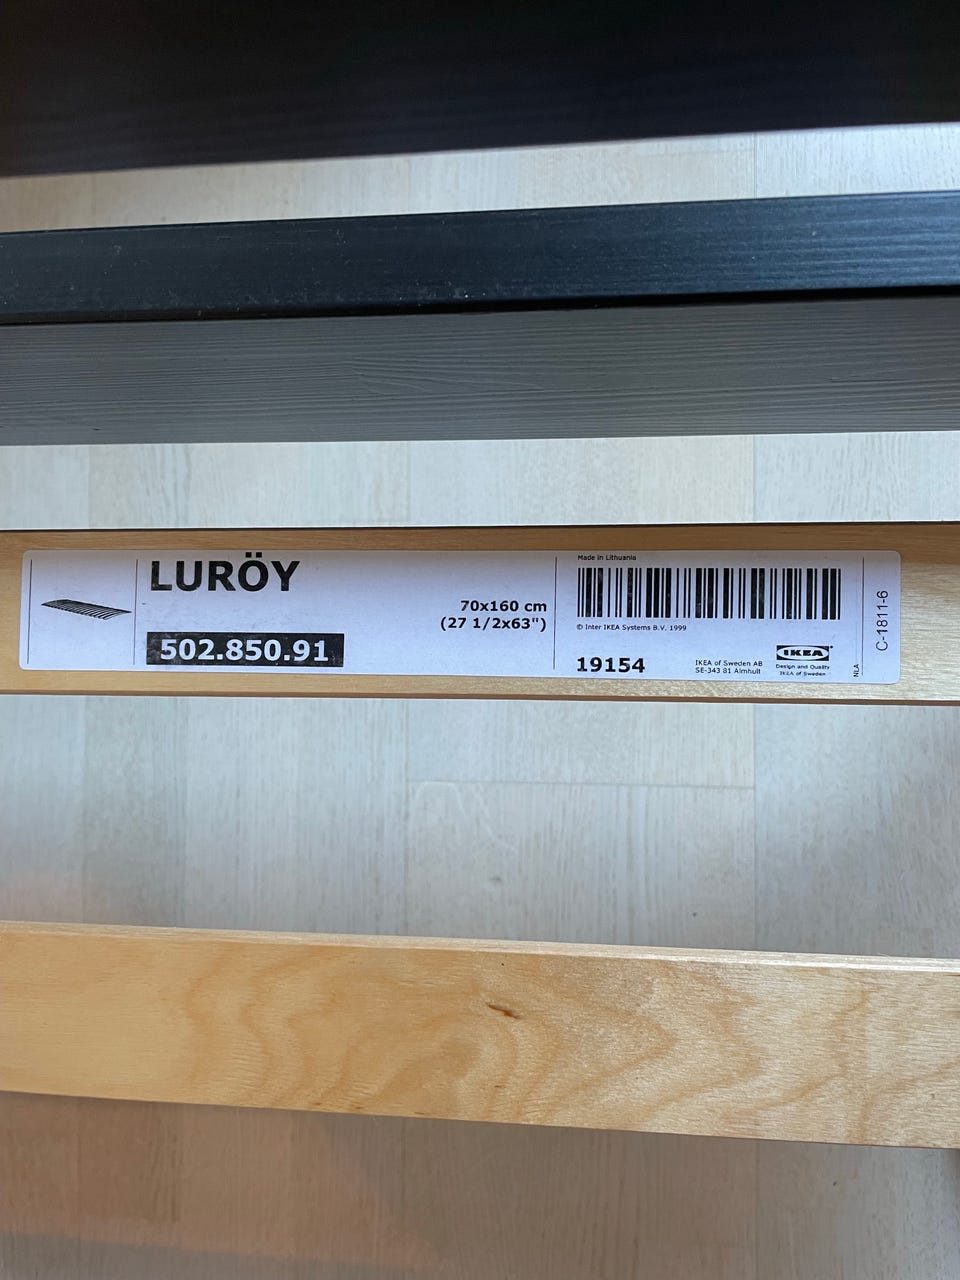 LURÖY
70x160 cm
(27 1/2x63")
502.850.91
Made in Lithuania
© Inter IKEA Systems B.V. 1999
19154
IKEA of Sweden AB
SE-343 81 Älmhult
IKEA
Design and Quality
IKEA of Sweden
NLA
C-1811-6